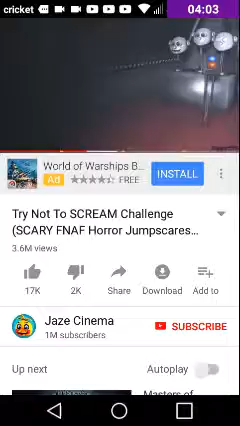 cricket 04:03
World of Warships B...
Ad FREE
INSTALL
Try Not To SCREAM Challenge
(SCARY FNAF Horror Jumpscares...
3.6M views
17K 2K Share Download Add to
Jaze Cinema
1M subscribers
SUBSCRIBE
Up next Autoplay
Masters of